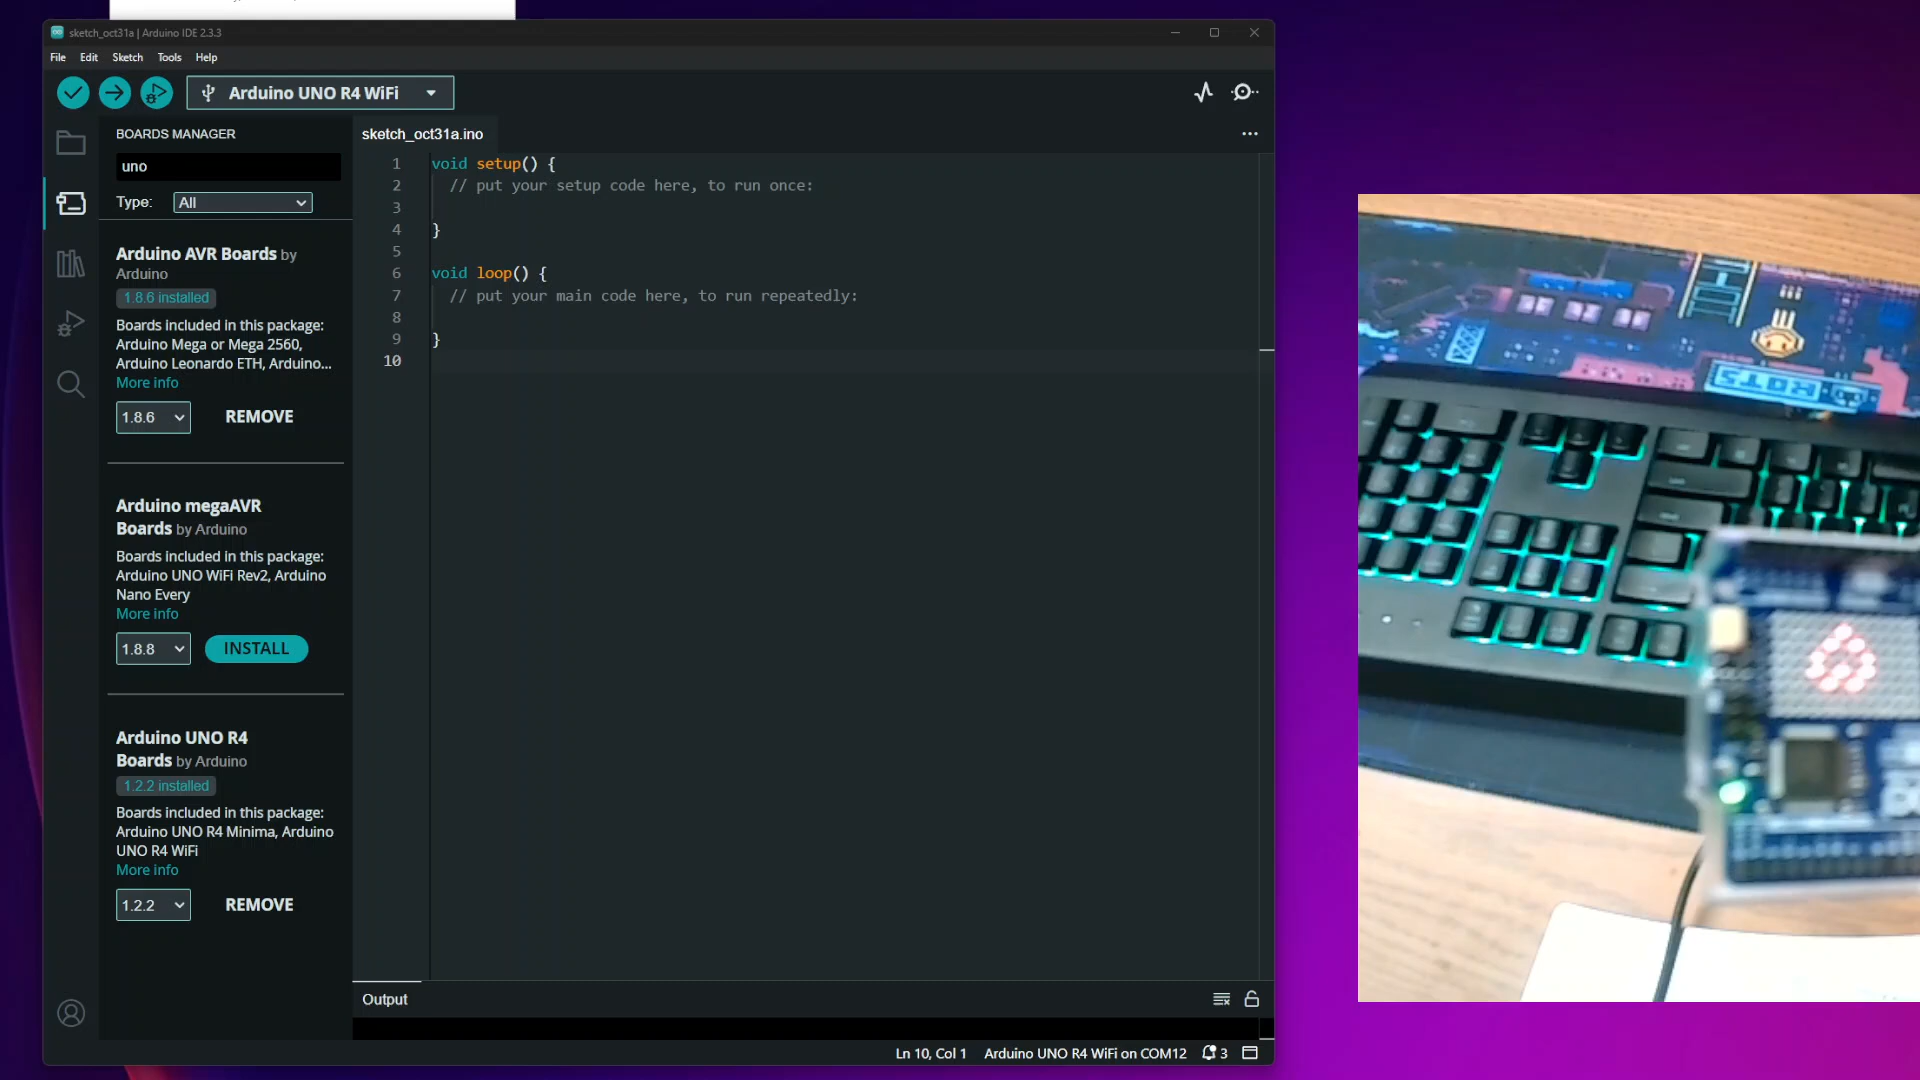 sketch_oct31a | Arduino IDE 2.3.3
File Edit Sketch Tools Help
Arduino UNO R4 WiFi
BOARDS MANAGER
uno
Type: All
Arduino AVR Boards by
Arduino
1.8.6 installed
Boards included in this package:
Arduino Mega or Mega 2560,
Arduino Leonardo ETH, Arduino...
More info
1.8.6 REMOVE
Arduino megaAVR
Boards by Arduino
Boards included in this package:
Arduino UNO WiFi Rev2, Arduino
Nano Every
More info
1.8.8 INSTALL
Arduino UNO R4
Boards by Arduino
1.2.2 installed
Boards included in this package:
Arduino UNO R4 Minima, Arduino
UNO R4 WiFi
More info
1.2.2 REMOVE
sketch_oct31a.ino
1 void setup() {
2 // put your setup code here, to run once:
3
4 }
5
6 void loop() {
7 // put your main code here, to run repeatedly:
8
9 }
10
Output
Ln 10, Col 1 Arduino UNO R4 WiFi on COM12 3